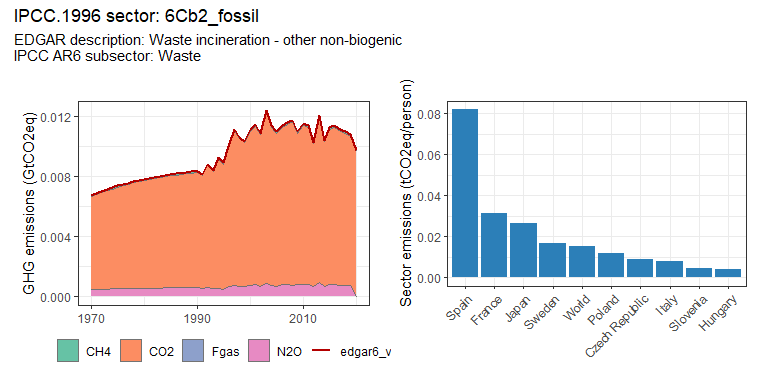 IPCC.1996 sector: 6Cb2_fossil
EDGAR description: Waste incineration - other non-biogenic
IPCC AR6 subsector: Waste
GHG emissions (GtCO2eq)
0.012
0.008
0.004
0.000
1970
1990
2010
CH4
CO2
Fgas
N2O
edgar6_v
Sector emissions (tCO2eq/person)
0.08
0.06
0.04
0.02
0.00
Spain
France
Japan
Sweden
World
Poland
Czech Republic
Italy
Slovenia
Hungary